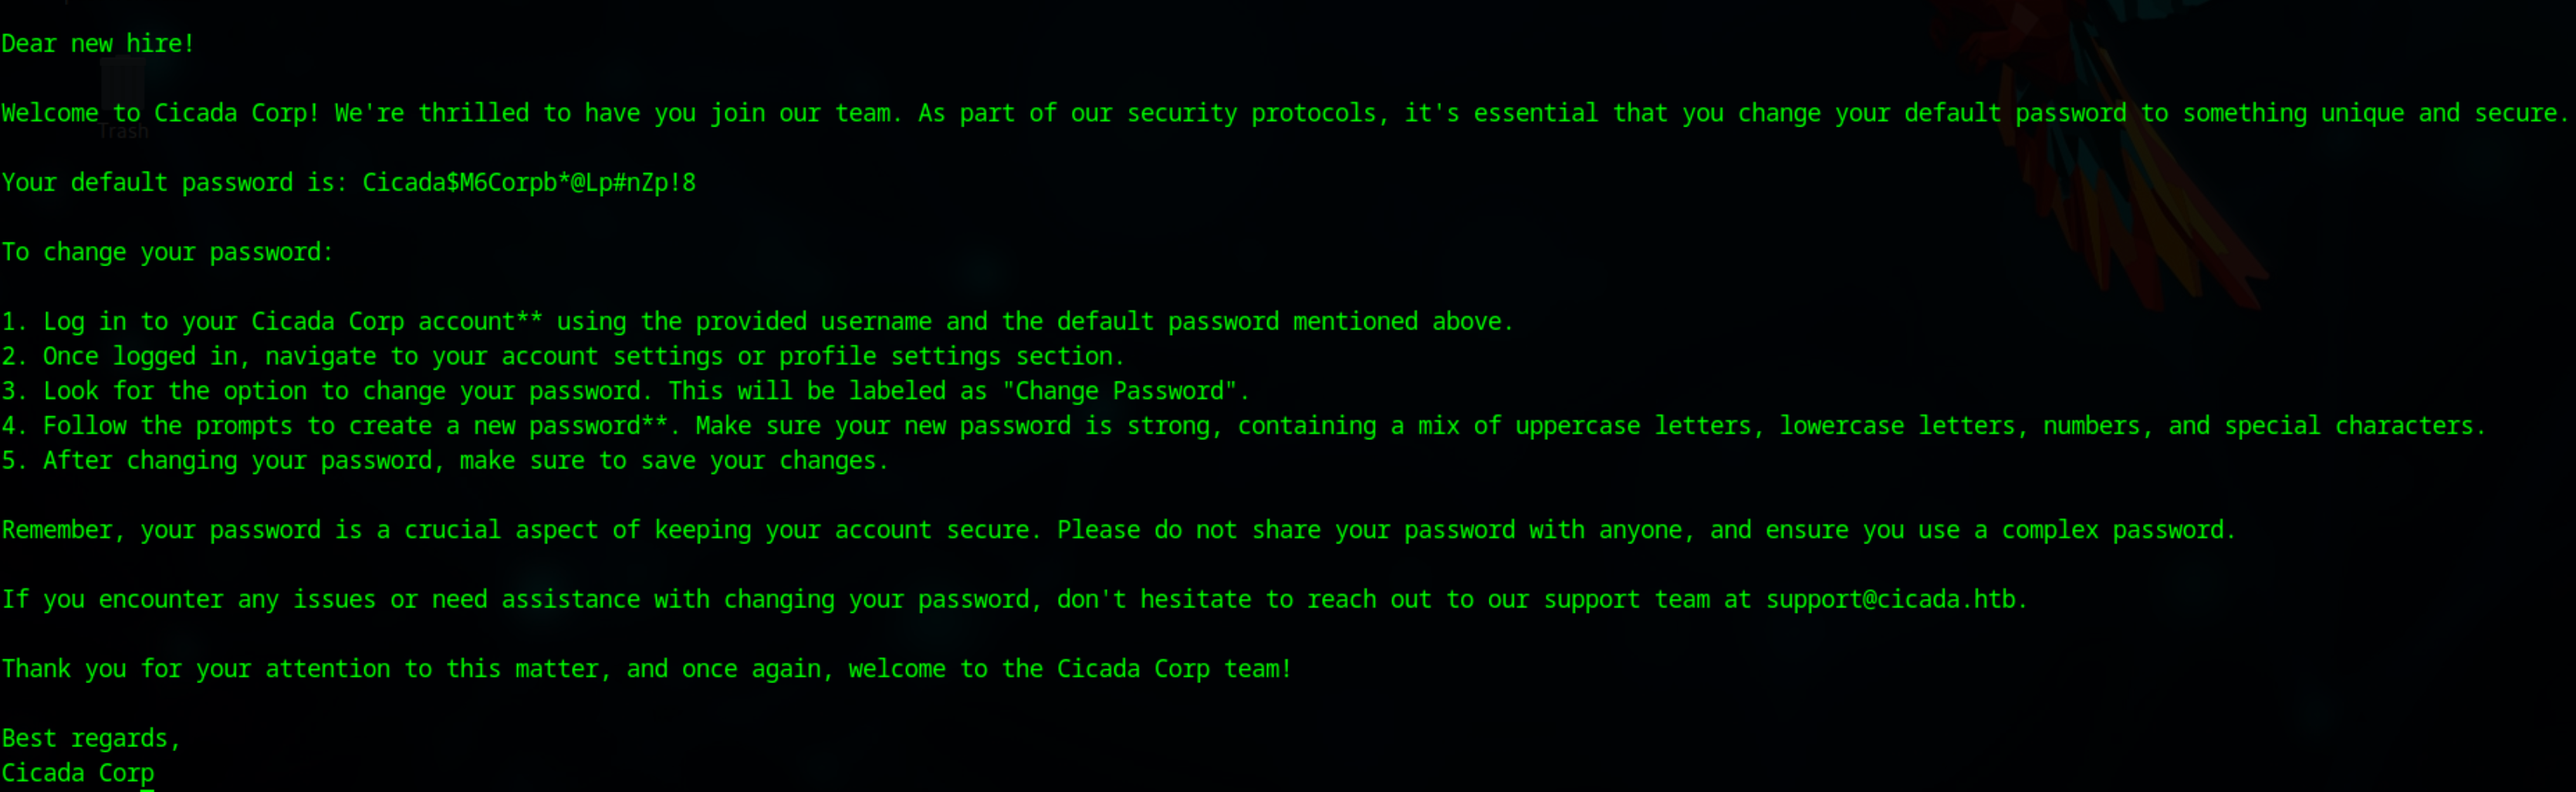 Dear new hire!
Trash
Welcome to Cicada Corp! We're thrilled to have you join our team. As part of our security protocols, it's essential that you change your default password to something unique and secure.
Your default password is: Cicada$M6Corpb*@Lp#nZp!8
To change your password:
1. Log in to your Cicada Corp account** using the provided username and the default password mentioned above.
2. Once logged in, navigate to your account settings or profile settings section.
3. Look for the option to change your password. This will be labeled as "Change Password".
4. Follow the prompts to create a new password**. Make sure your new password is strong, containing a mix of uppercase letters, lowercase letters, numbers, and special characters.
5. After changing your password, make sure to save your changes.
Remember, your password is a crucial aspect of keeping your account secure. Please do not share your password with anyone, and ensure you use a complex password.
If you encounter any issues or need assistance with changing your password, don't hesitate to reach out to our support team at support@cicada.htb.
Thank you for your attention to this matter, and once again, welcome to the Cicada Corp team!
Best regards,
Cicada Corp